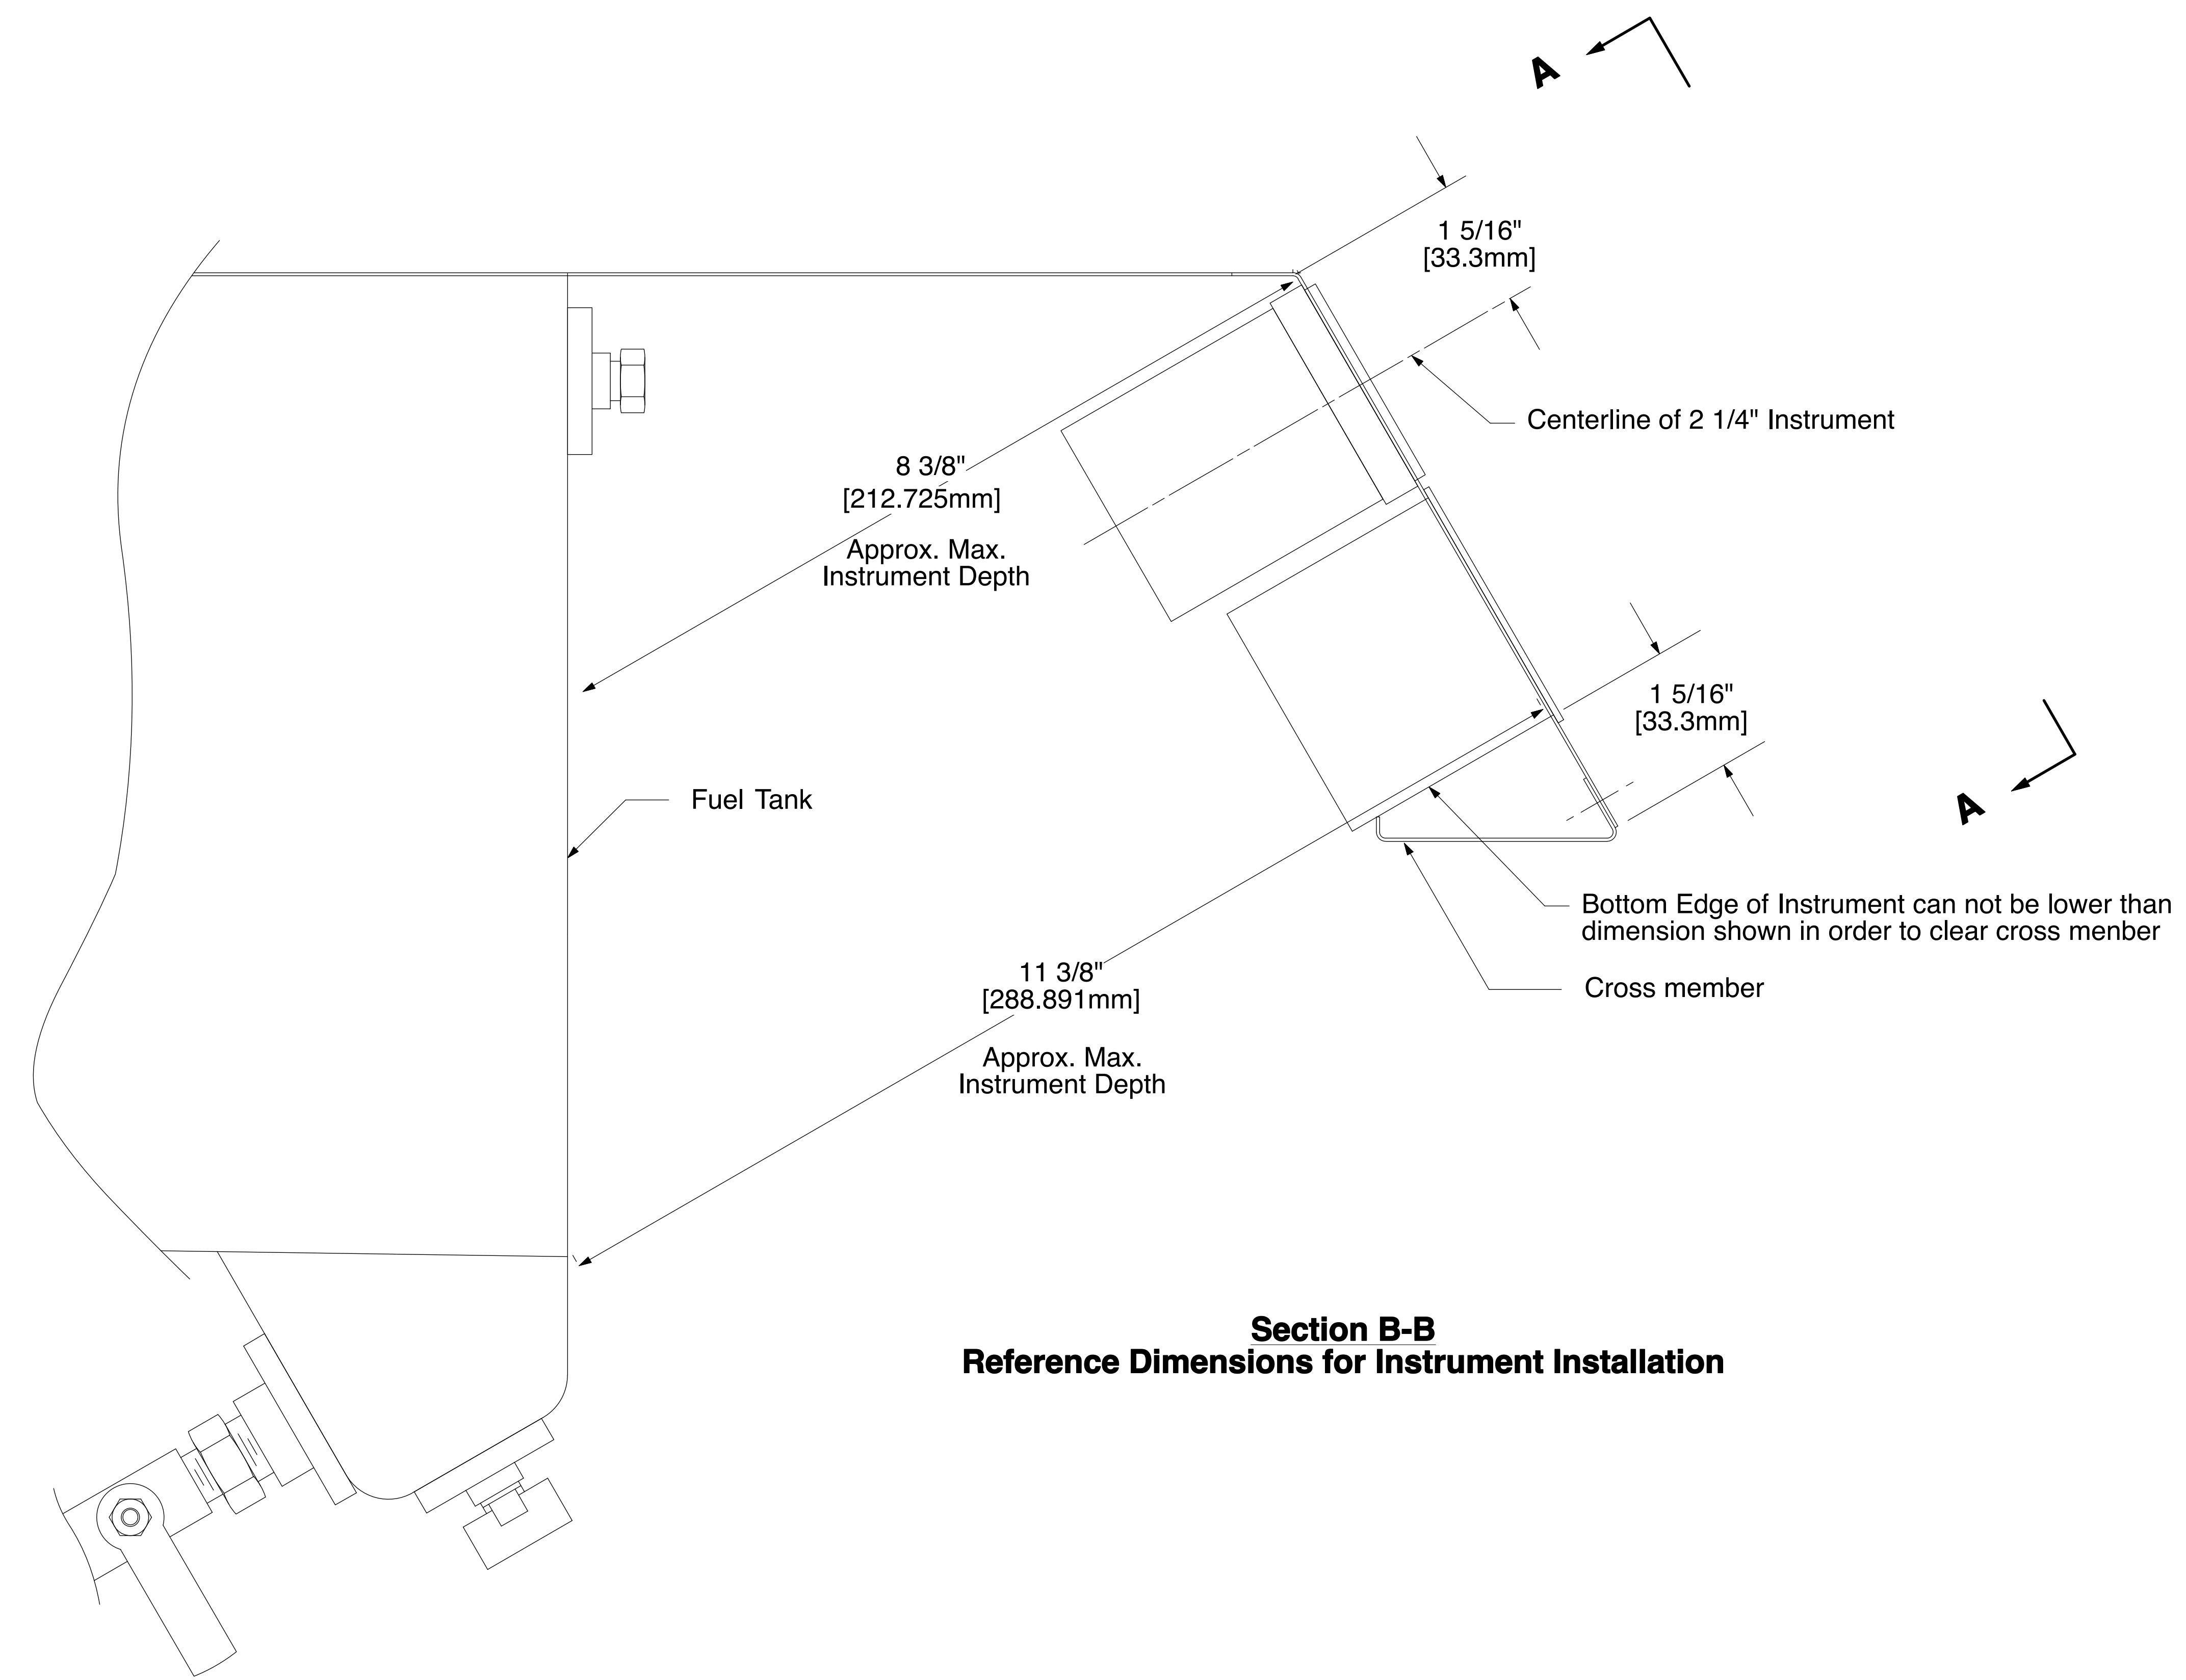 A
1 5/16"
[33.3mm]
Centerline of 2 1/4" Instrument
8 3/8"
[212.725mm]
Approx. Max.
Instrument Depth
1 5/16"
[33.3mm]
A
Fuel Tank
Bottom Edge of Instrument can not be lower than
dimension shown in order to clear cross menber
11 3/8"
[288.891mm]
Cross member
Approx. Max.
Instrument Depth
Section B-B
Reference Dimensions for Instrument Installation